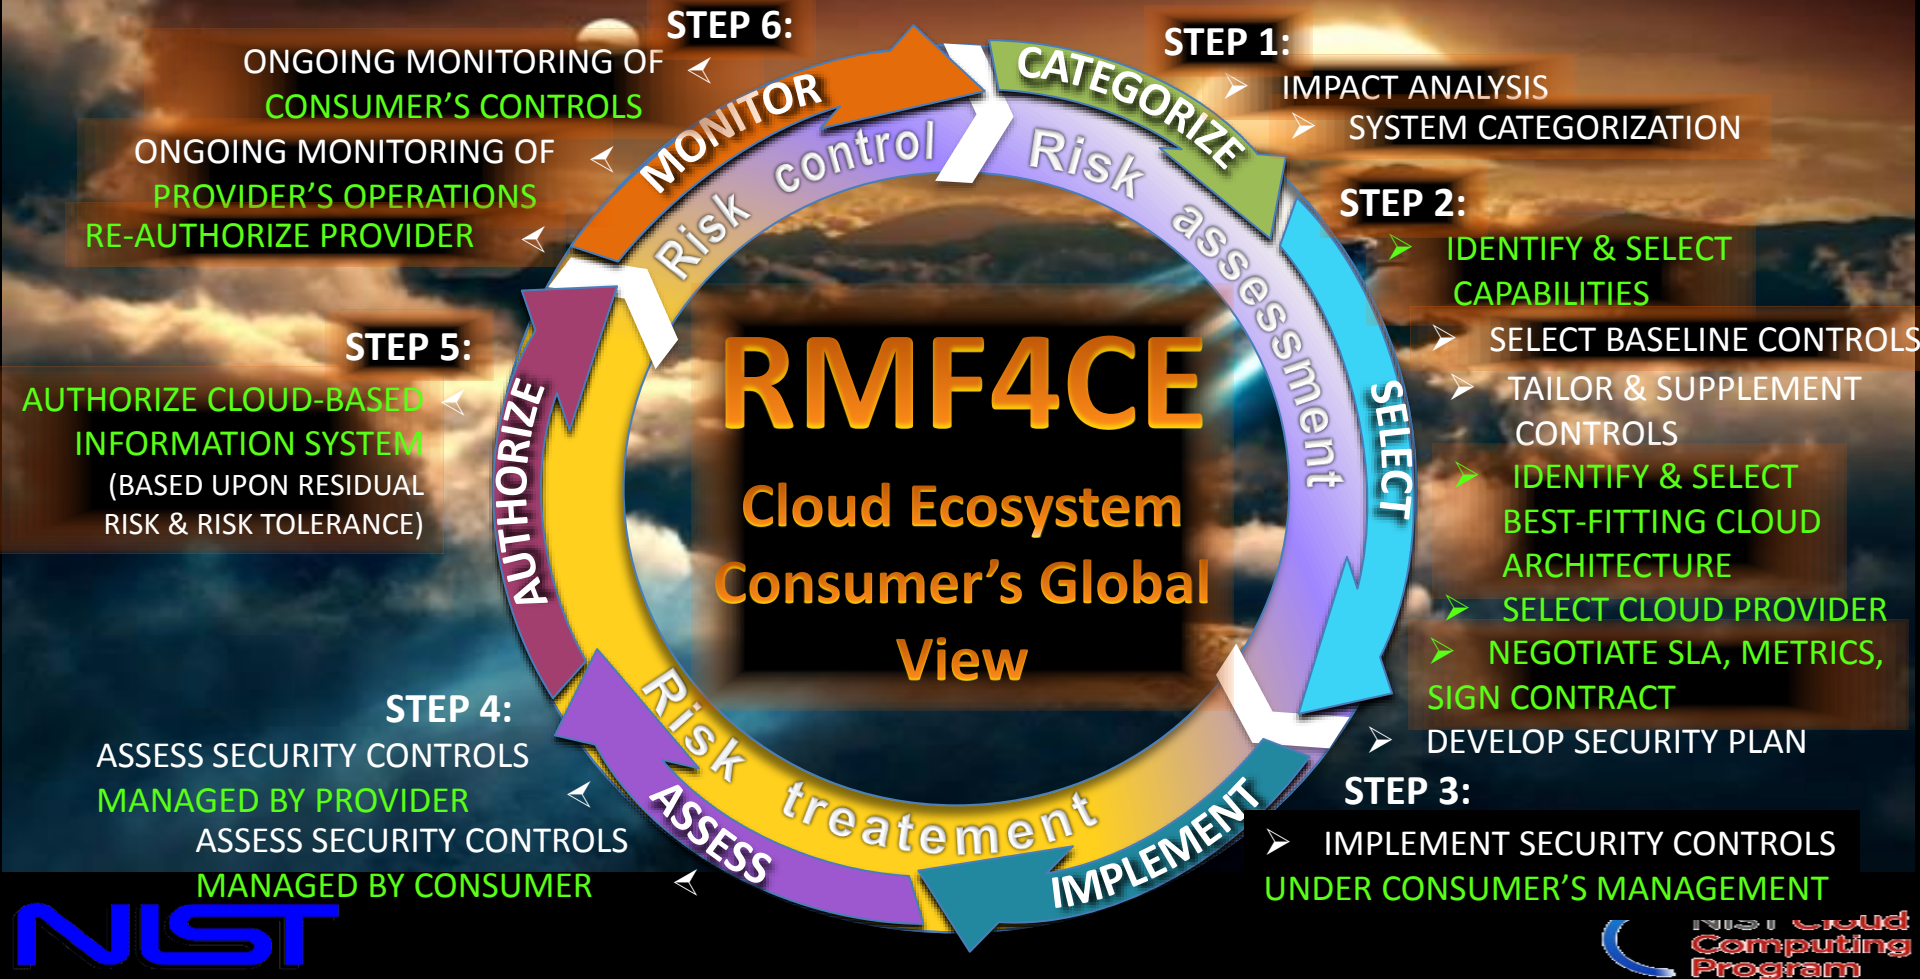 STEP 6:
ONGOING MONITORING OF
CONSUMER'S CONTROLS
ONGOING MONITORING OF
PROVIDER'S OPERATIONS
RE-AUTHORIZE PROVIDER
STEP 1:
IMPACT ANALYSIS
SYSTEM CATEGORIZATION
STEP 2:
IDENTIFY & SELECT
CAPABILITIES
SELECT BASELINE CONTROLS
TAILOR & SUPPLEMENT
CONTROLS
IDENTIFY & SELECT
BEST-FITTING CLOUD
ARCHITECTURE
SELECT CLOUD PROVIDER
NEGOTIATE SLA, METRICS,
SIGN CONTRACT
DEVELOP SECURITY PLAN
STEP 3:
IMPLEMENT SECURITY CONTROLS
UNDER CONSUMER'S MANAGEMENT
STEP 5:
AUTHORIZE CLOUD-BASED
INFORMATION SYSTEM
(BASED UPON RESIDUAL
RISK & RISK TOLERANCE)
STEP 4:
ASSESS SECURITY CONTROLS
MANAGED BY PROVIDER
ASSESS SECURITY CONTROLS
MANAGED BY CONSUMER
CATEGORIZE
SELECT
IMPLEMENT
ASSESS
AUTHORIZE
MONITOR
Risk assessment
Risk treatement
Risk control
RMF4CE
Cloud Ecosystem
Consumer's Global
View
NIST
NIST Cloud
Computing
Program